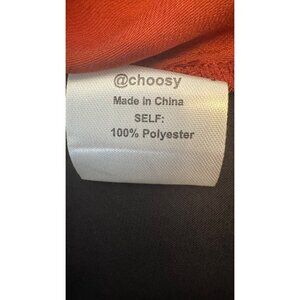 @choosy
Made in China
SELF:
100% Polyester